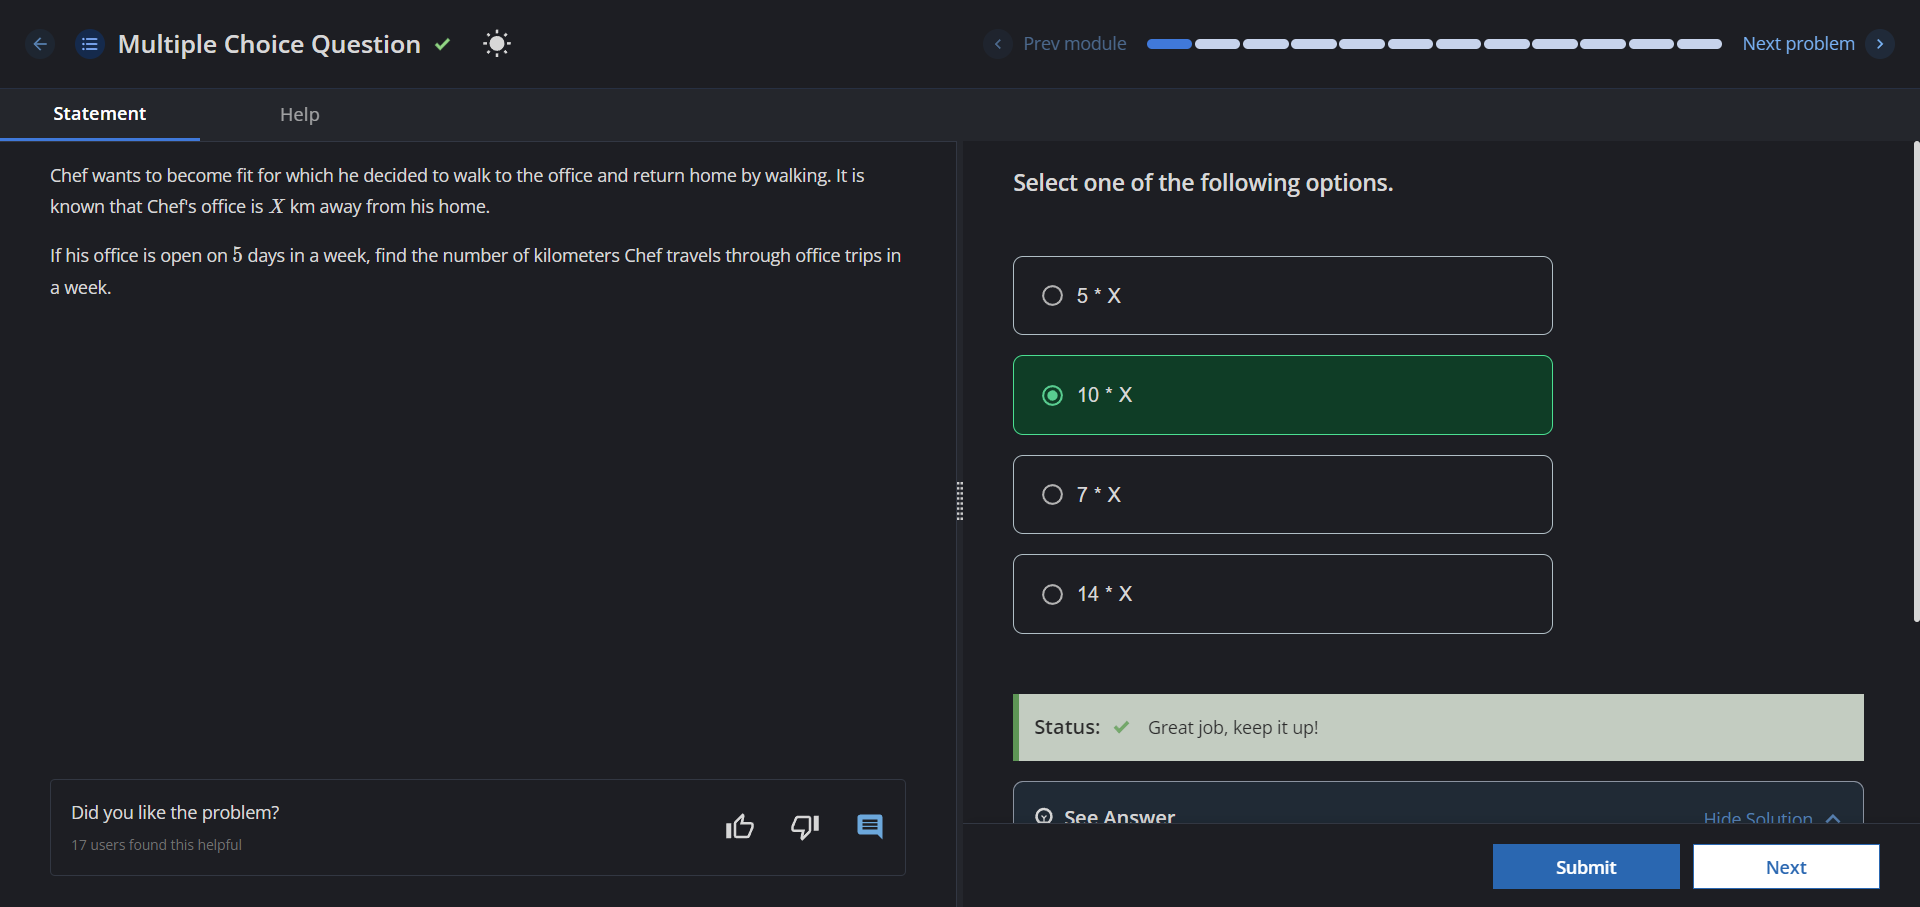 Multiple Choice Question
Prev module
Next problem
Statement
Help
Chef wants to become fit for which he decided to walk to the office and return home by walking. It is
known that Chef's office is X km away from his home.
If his office is open on 5 days in a week, find the number of kilometers Chef travels through office trips in
a week.
Did you like the problem?
17 users found this helpful
Select one of the following options.
5 * X
10 * X
7 * X
14 * X
Status: Great job, keep it up!
See Answer
Hide Solution
Submit
Next